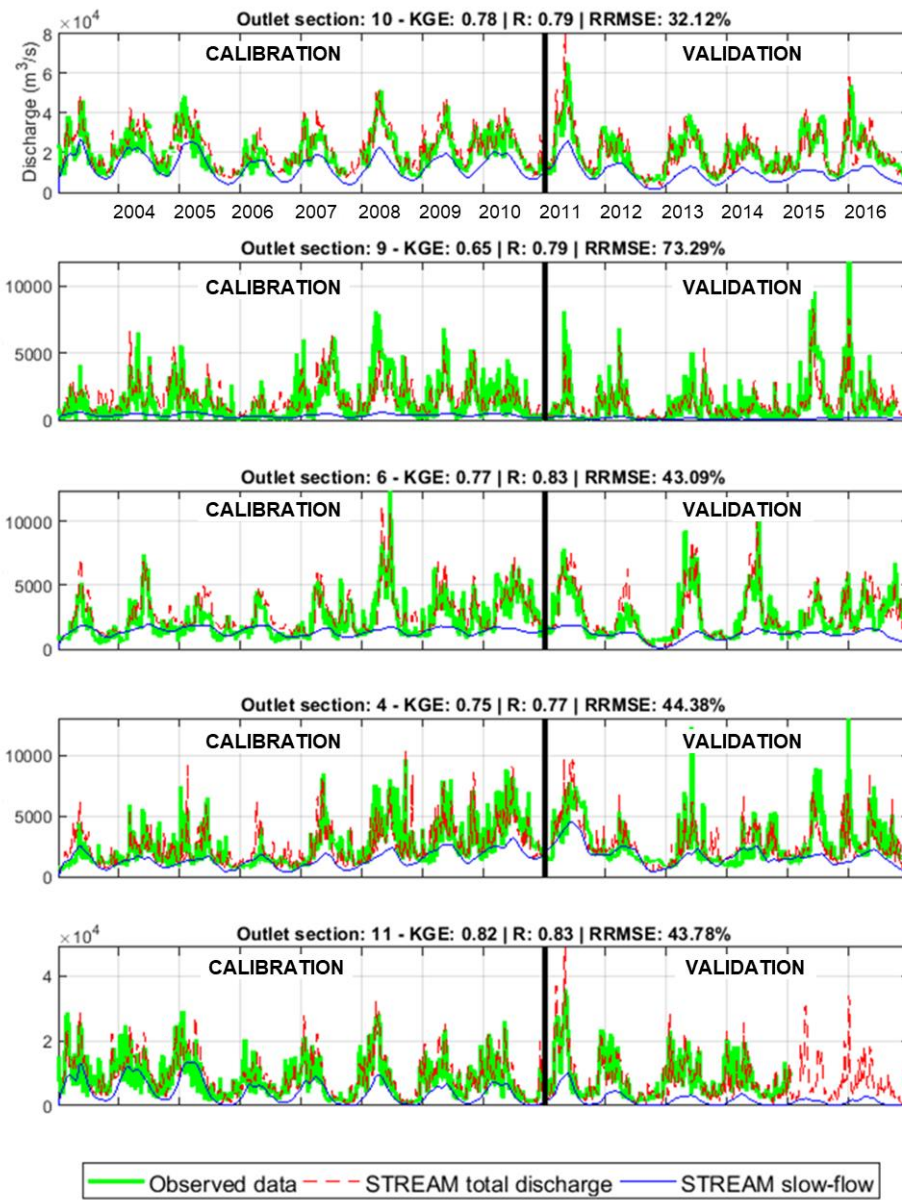 Outlet section: 10 - KGE: 0.78 | R: 0.79 | RRMSE: 32.12%
×10⁴
CALIBRATION VALIDATION
Discharge (m³/s)
8
6
4
2
0
2004 2005 2006 2007 2008 2009 2010 2011 2012 2013 2014 2015 2016
Outlet section: 9 - KGE: 0.65 | R: 0.79 | RRMSE: 73.29%
CALIBRATION VALIDATION
10000
5000
0
Outlet section: 6 - KGE: 0.77 | R: 0.83 | RRMSE: 43.09%
CALIBRATION VALIDATION
10000
5000
0
Outlet section: 4 - KGE: 0.75 | R: 0.77 | RRMSE: 44.38%
CALIBRATION VALIDATION
10000
5000
0
Outlet section: 11 - KGE: 0.82 | R: 0.83 | RRMSE: 43.78%
×10⁴
CALIBRATION VALIDATION
4
2
0
Observed data STREAM total discharge STREAM slow-flow